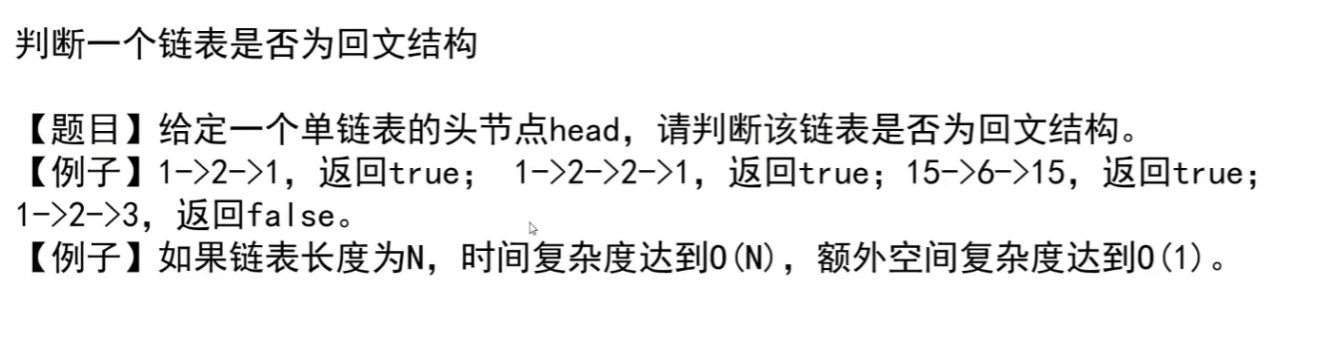 判断一个链表是否为回文结构
【题目】给定一个单链表的头节点head，请判断该链表是否为回文结构。
【例子】1->2->1，返回true； 1->2->2->1，返回true；15->6->15，返回true；
1->2->3，返回false。
【例子】如果链表长度为N，时间复杂度达到O(N)，额外空间复杂度达到O(1)。